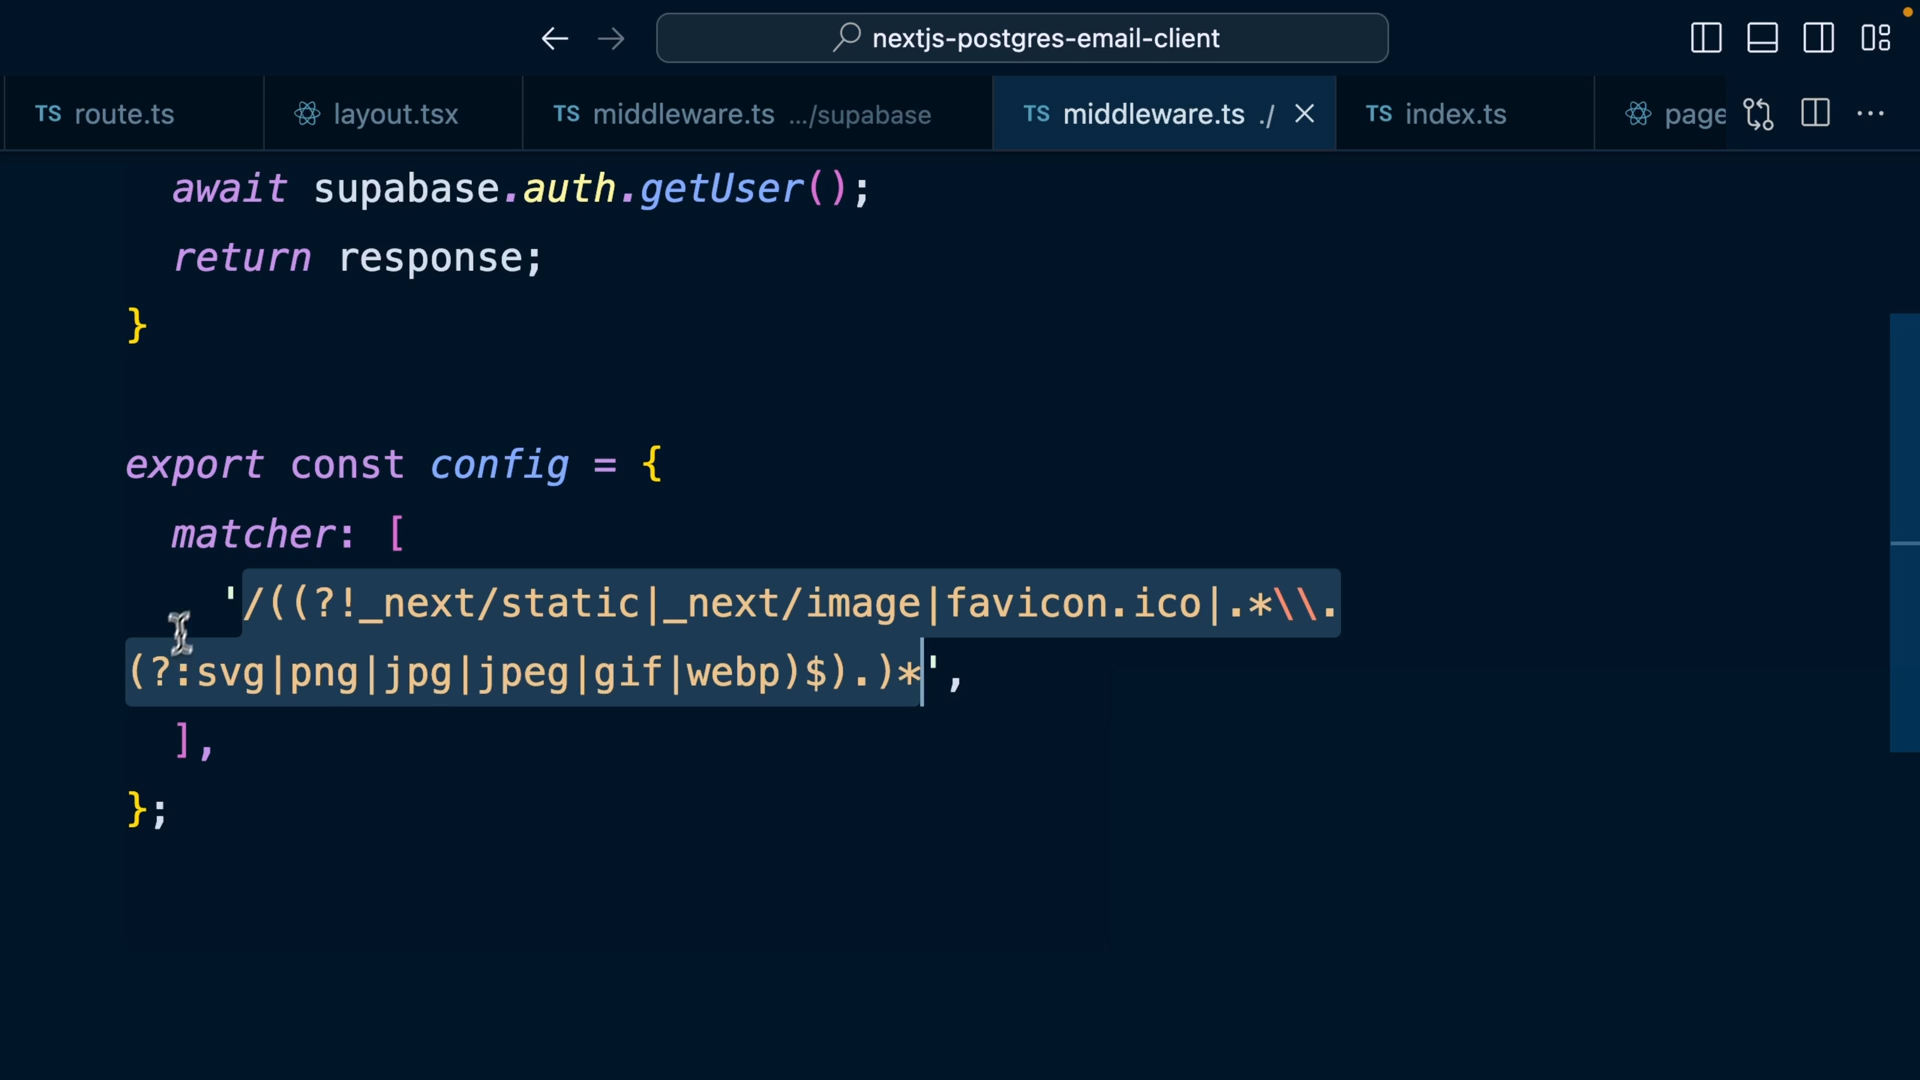 nextjs-postgres-email-client
TS route.ts layout.tsx TS middleware.ts .../supabase TS middleware.ts ./ TS index.ts page
await supabase.auth.getUser();
return response;
}
export const config = {
matcher: [
'/((?!_next/static|_next/image|favicon.ico|.*\\.
(?:svg|png|jpg|jpeg|gif|webp)$).)*',
],
};